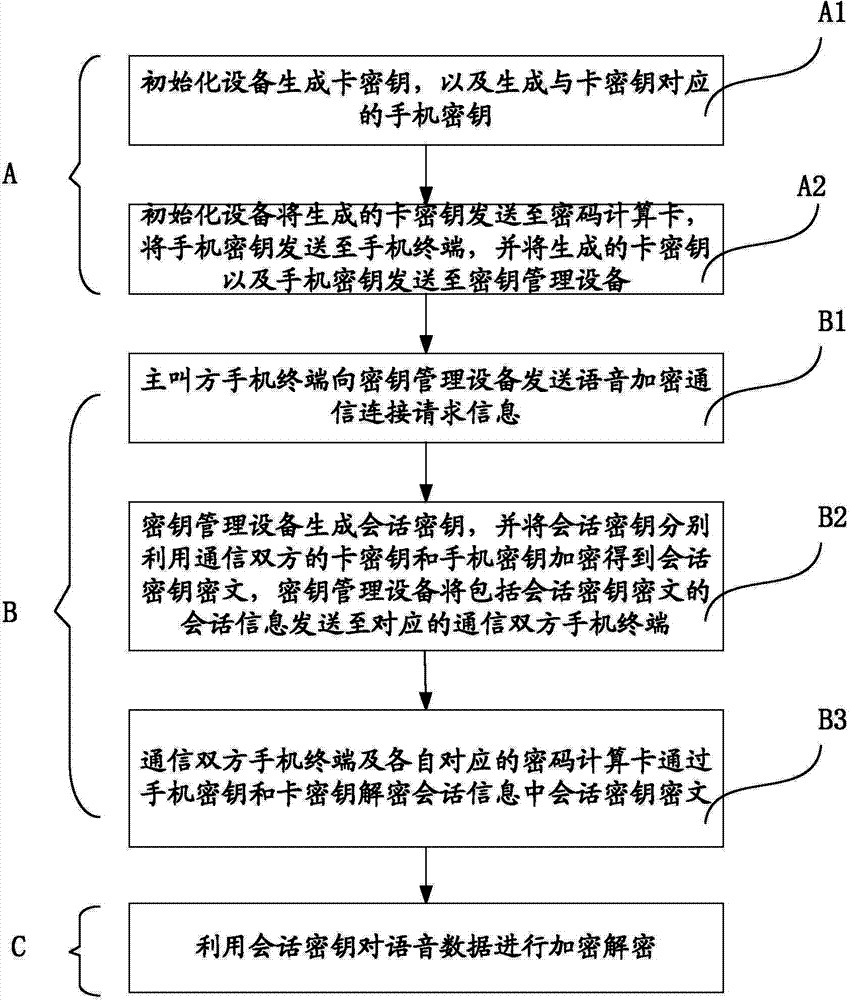 A1
初始化设备生成卡密钥，以及生成与卡密钥对应
的手机密钥
A
A2
初始化设备将生成的卡密钥发送至密码计算卡，
将手机密钥发送至手机终端，并将生成的卡密钥
以及手机密钥发送至密钥管理设备
B1
主叫方手机终端向密钥管理设备发送语音加密通
信连接请求信息
B2
密钥管理设备生成会话密钥，并将会话密钥分别
利用通信双方的卡密钥和手机密钥加密得到会话
密钥密文，密钥管理设备将包括会话密钥密文的
会话信息发送至对应的通信双方手机终端
B
B3
通信双方手机终端及各自对应的密码计算卡通过
手机密钥和卡密钥解密会话信息中会话密钥密文
C
利用会话密钥对语音数据进行加密解密